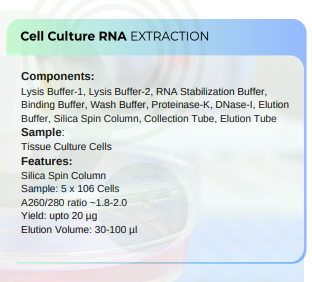 Cell Culture RNA EXTRACTION
Components:
Lysis Buffer-1, Lysis Buffer-2, RNA Stabilization Buffer,
Binding Buffer, Wash Buffer, Proteinase-K, DNase-I, Elution
Buffer, Silica Spin Column, Collection Tube, Elution Tube
Sample:
Tissue Culture Cells
Features:
Silica Spin Column
Sample: 5 x 106 Cells
A260/280 ratio ~1.8-2.0
Yield: upto 20 µg
Elution Volume: 30-100 µl